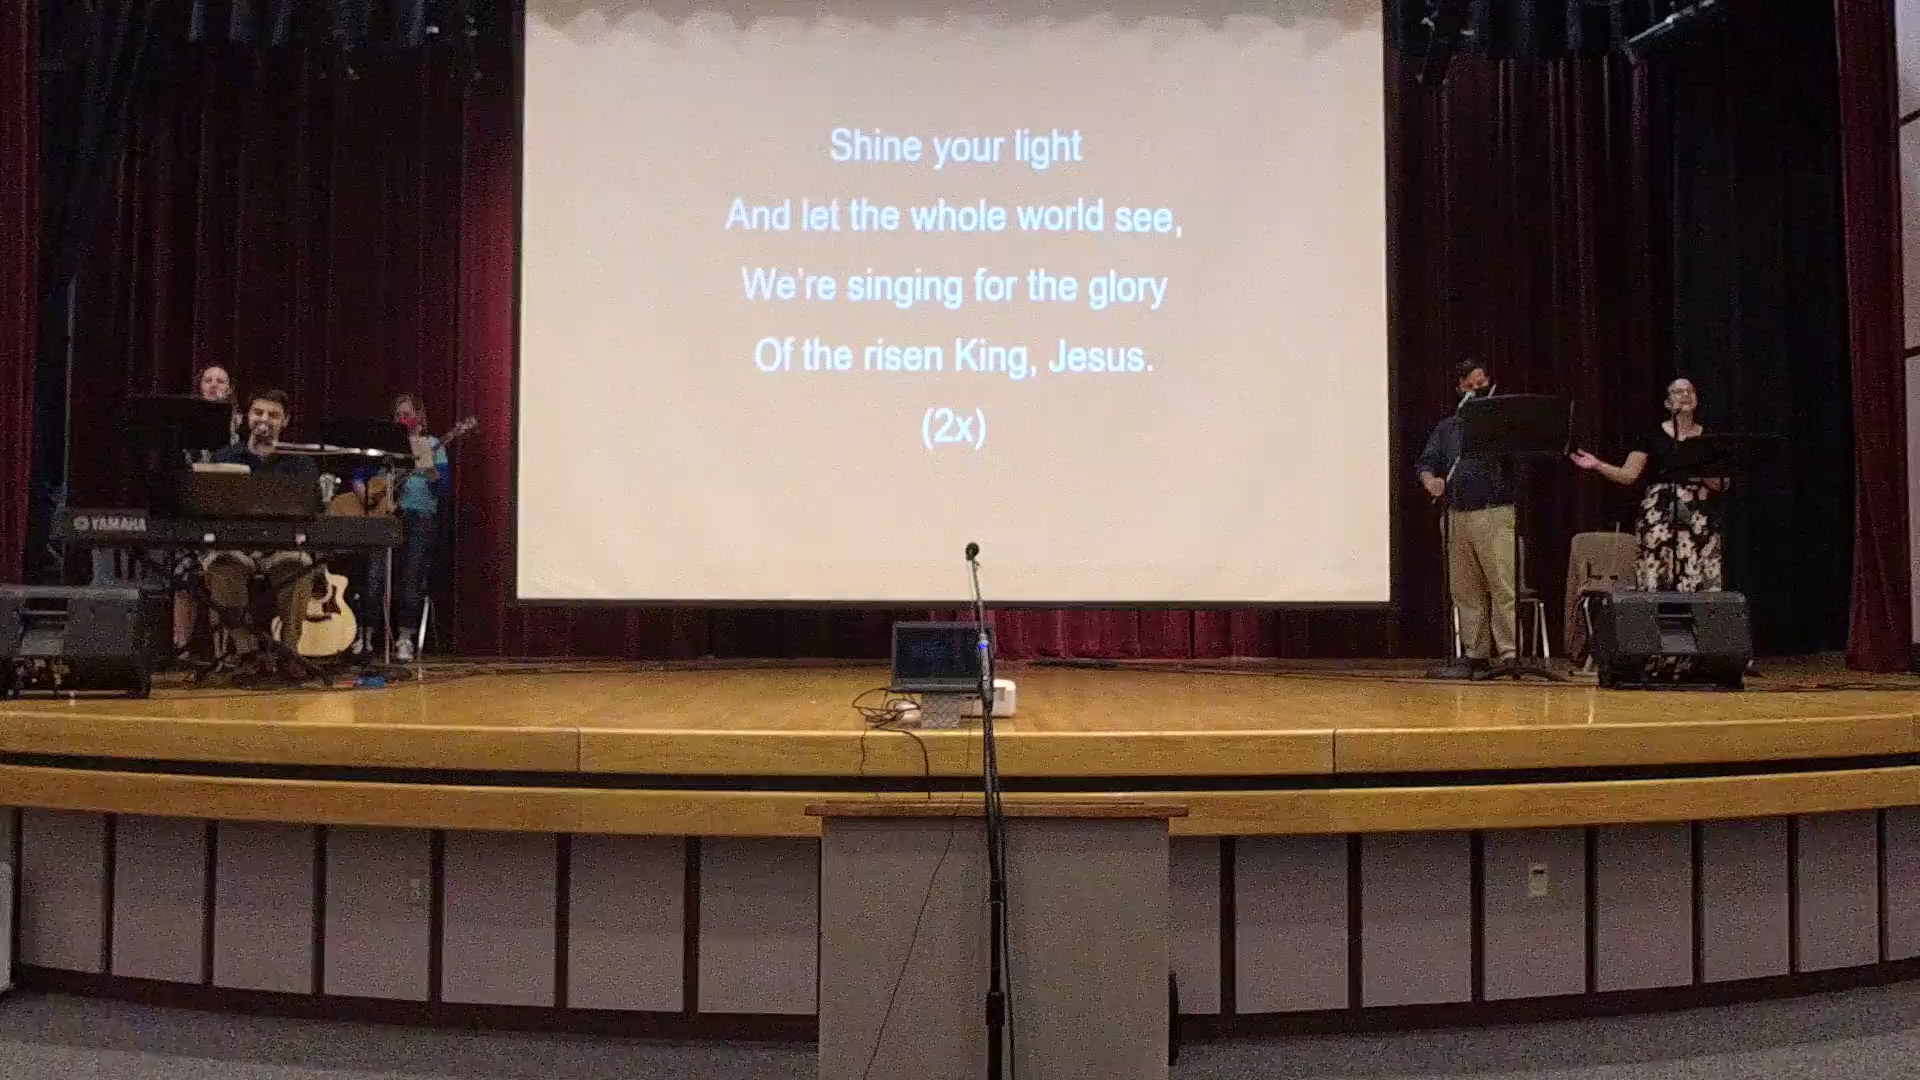 Shine your light
And let the whole world see,
We're singing for the glory
Of the risen King, Jesus.
(2x)
YAMAHA